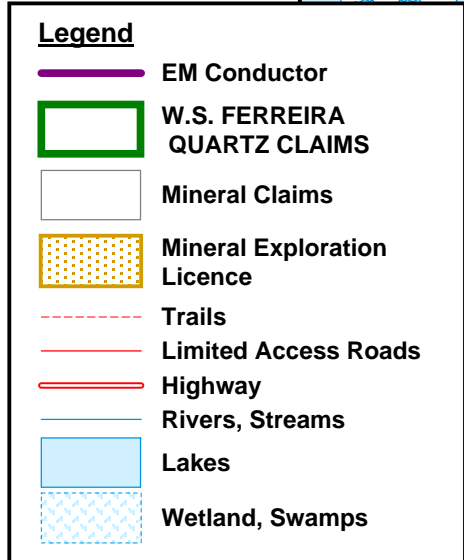 Legend
EM Conductor
W.S. FERREIRA
QUARTZ CLAIMS
Mineral Claims
Mineral Exploration
Licence
Trails
Limited Access Roads
Highway
Rivers, Streams
Lakes
Wetland, Swamps